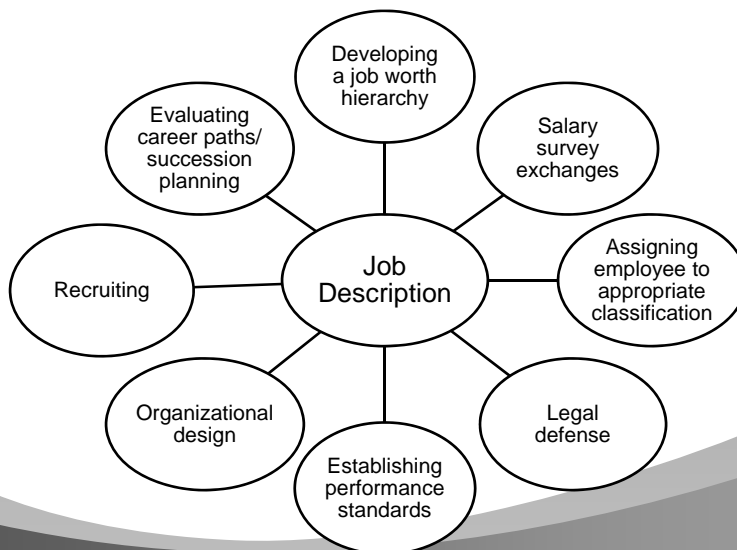 Developing
a job worth
hierarchy
Evaluating
career paths/
succession
planning
Salary
survey
exchanges
Job
Description
Recruiting
Assigning
employee to
appropriate
classification
Organizational
design
Legal
defense
Establishing
performance
standards